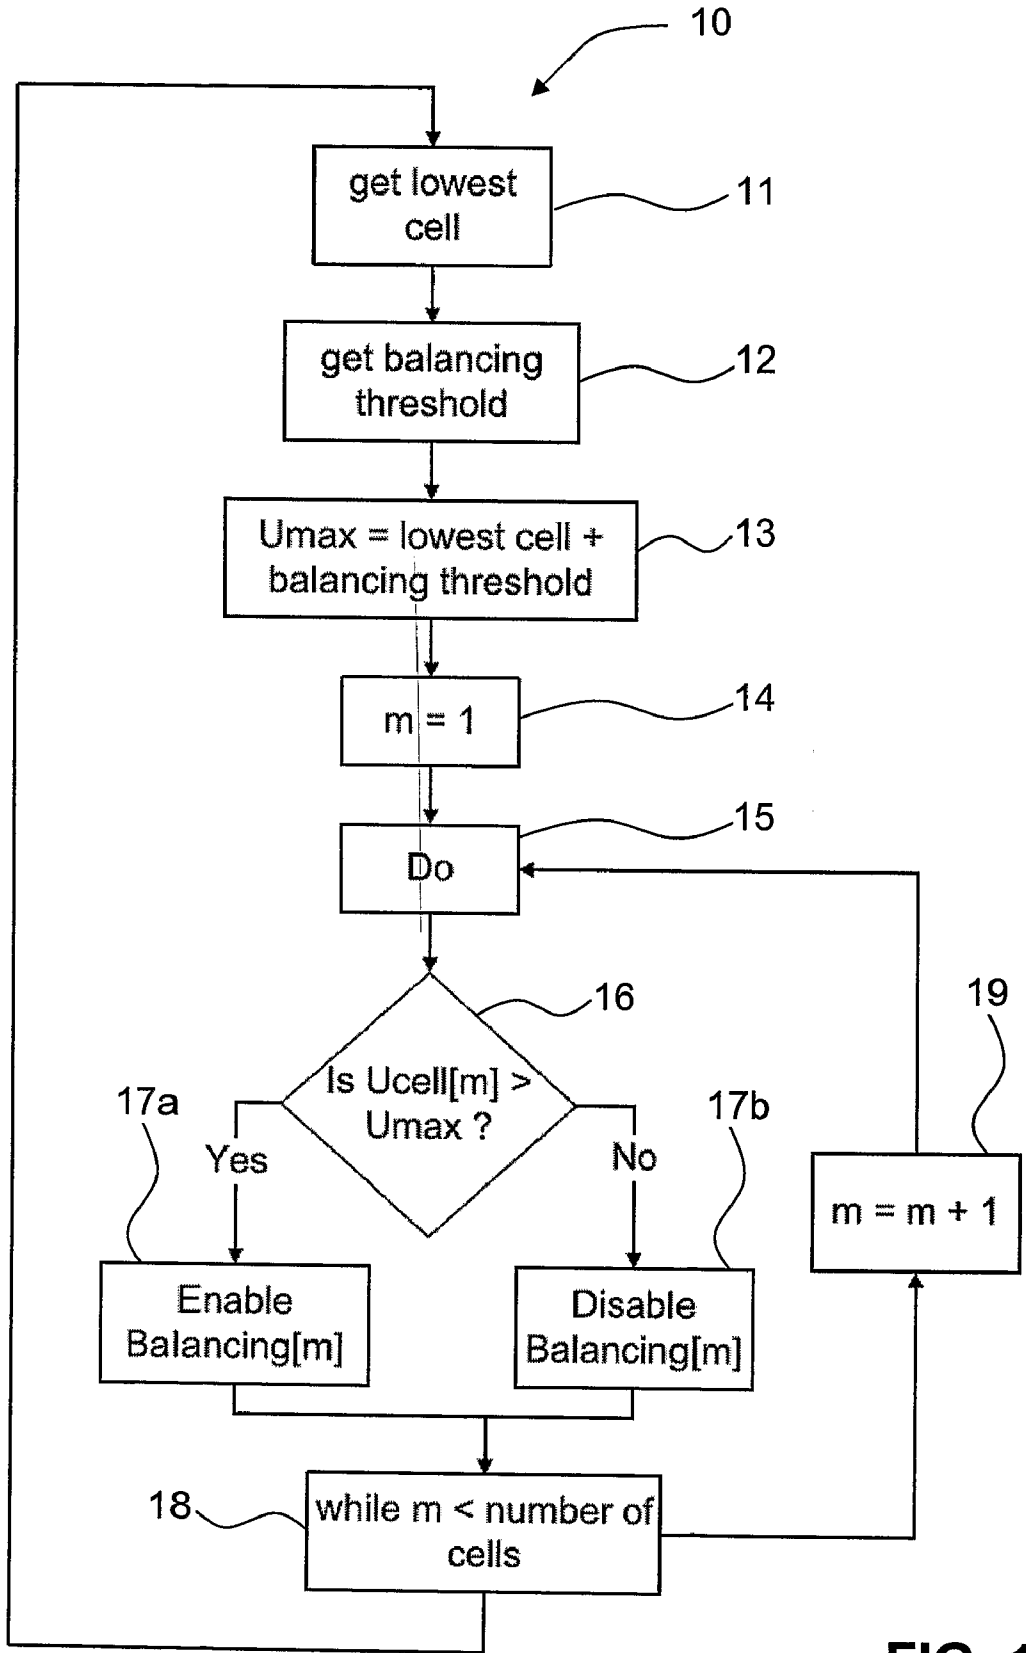 10
get lowest
cell
11
get balancing
threshold
12
Umax = lowest cell +
balancing threshold
13
m = 1
14
Do
15
16
Is Ucell[m] >
Umax ?
Yes
No
17a
17b
19
m = m + 1
Enable
Balancing[m]
Disable
Balancing[m]
18
while m < number of
cells
FIG. 1